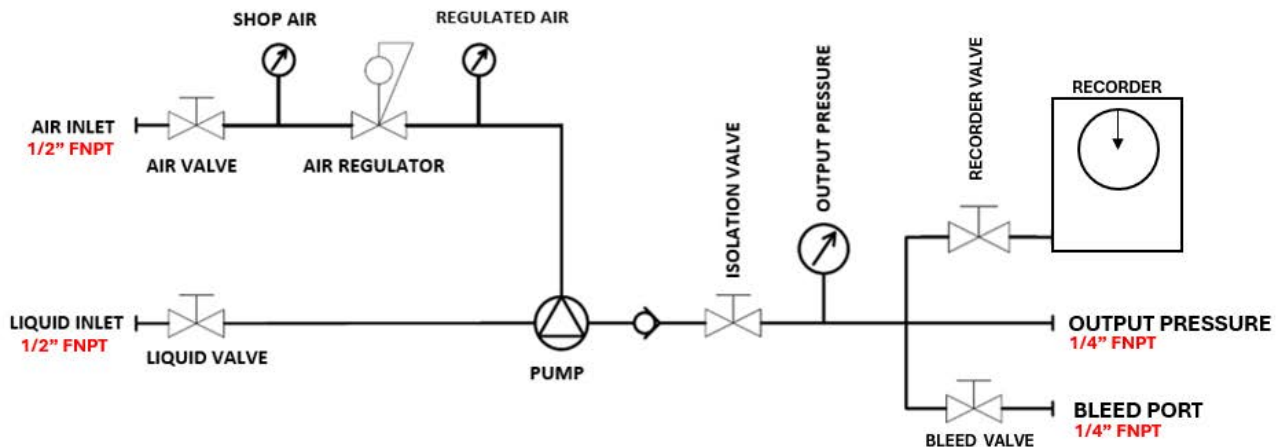 SHOP AIR
REGULATED AIR
AIR INLET
1/2” FNPT
AIR VALVE
AIR REGULATOR
OUTPUT PRESSURE
ISOLATION VALVE
RECORDER VALVE
RECORDER
LIQUID INLET
1/2” FNPT
LIQUID VALVE
PUMP
OUTPUT PRESSURE
1/4” FNPT
BLEED PORT
1/4” FNPT
BLEED VALVE